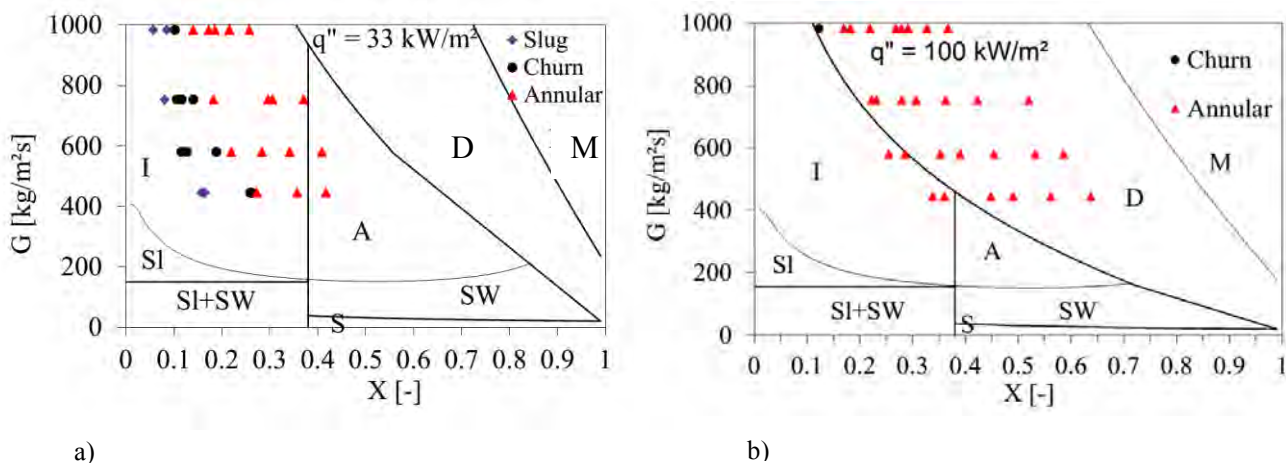 1000
800
600
400
200
0
G [kg/m²s]
q" = 33 kW/m²
Slug
Churn
Annular
I
D
M
A
Sl
Sl+SW
SW
S
0 0.1 0.2 0.3 0.4 0.5 0.6 0.7 0.8 0.9 1
X [-]
a)
1000
800
600
400
200
0
G [kg/m²s]
q" = 100 kW/m²
Churn
Annular
I
M
D
A
Sl
Sl+SW
SW
S
0 0.1 0.2 0.3 0.4 0.5 0.6 0.7 0.8 0.9 1
X [-]
b)